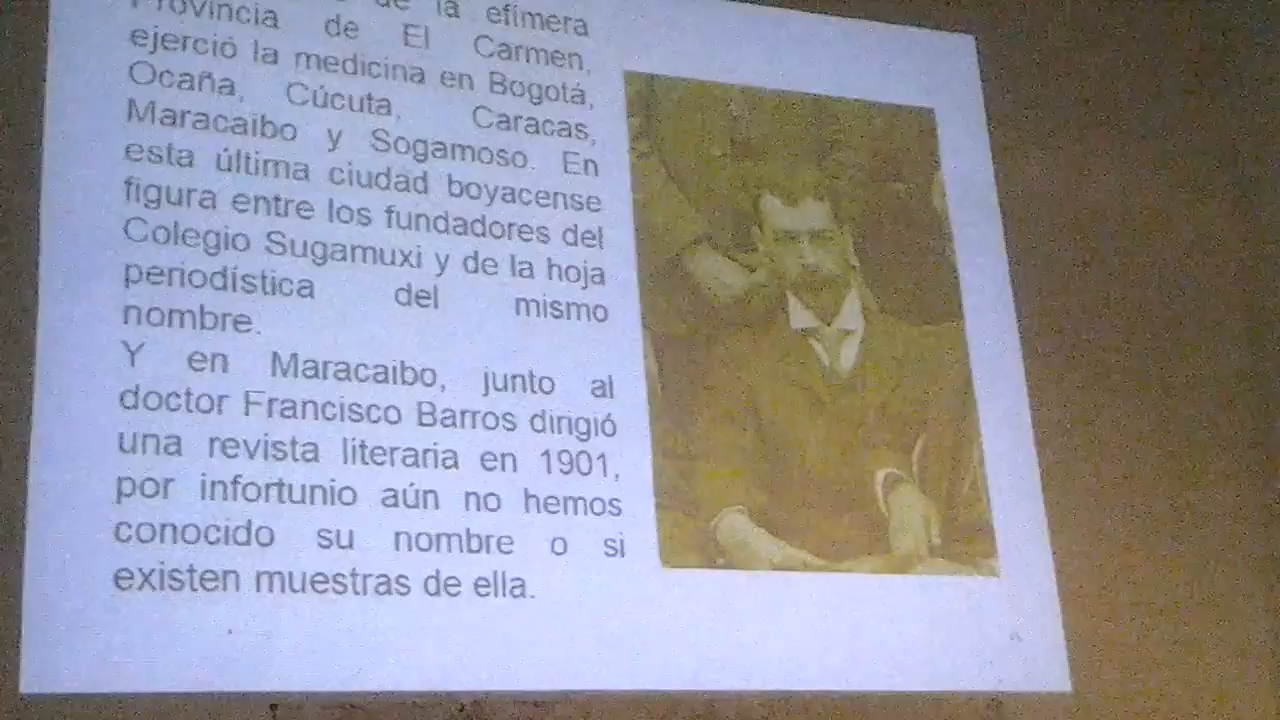 de la efímera
Provincia de El Carmen,
ejerció la medicina en Bogotá,
Ocaña, Cúcuta, Caracas,
Maracaibo y Sogamoso. En
esta última ciudad boyacense
figura entre los fundadores del
Colegio Sugamuxi y de la hoja
periodística del mismo
nombre.
Y en Maracaibo, junto al
doctor Francisco Barros dirigió
una revista literaria en 1901,
por infortunio aún no hemos
conocido su nombre o si
existen muestras de ella.